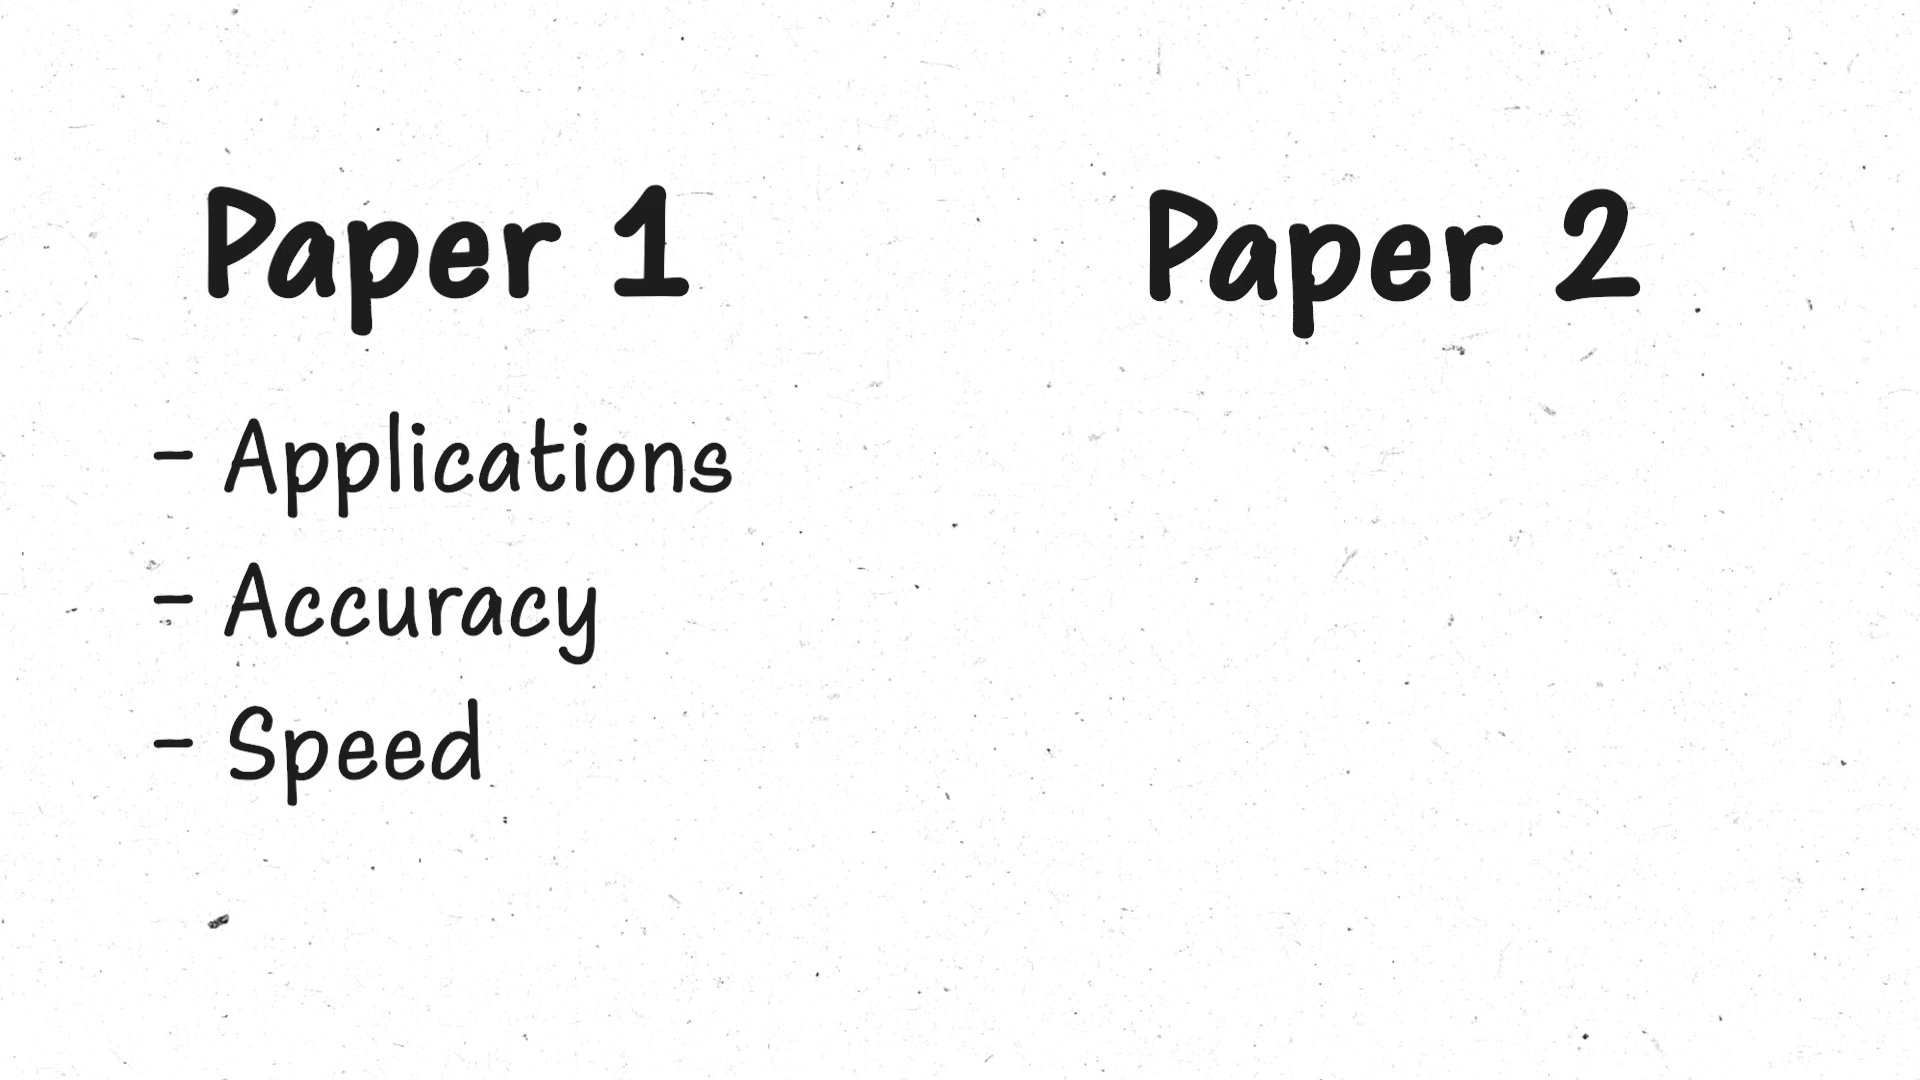 Paper 1
- Applications
- Accuracy
- Speed
Paper 2